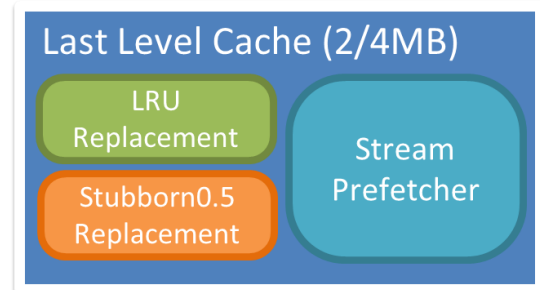 Last Level Cache (2/4MB)
LRU
Replacement
Stubborn0.5
Replacement
Stream
Prefetcher